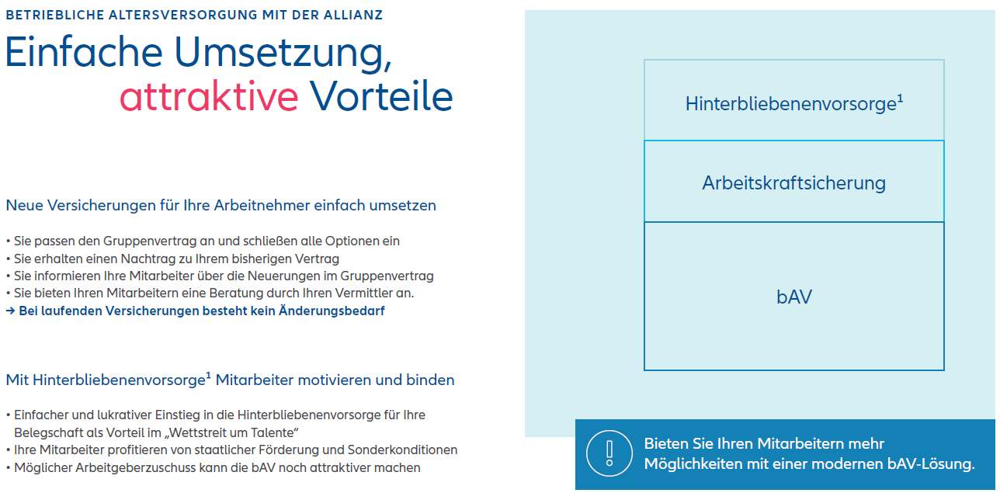 BETRIEBLICHE ALTERSVERSORGUNG MIT DER ALLIANZ
Einfache Umsetzung,
attraktive Vorteile
Neue Versicherungen für Ihre Arbeitnehmer einfach umsetzen
• Sie passen den Gruppenvertrag an und schließen alle Optionen ein
• Sie erhalten einen Nachtrag zu Ihrem bisherigen Vertrag
• Sie informieren Ihre Mitarbeiter über die Neuerungen im Gruppenvertrag
• Sie bieten Ihren Mitarbeitern eine Beratung durch Ihren Vermittler an.
→ Bei laufenden Versicherungen besteht kein Änderungsbedarf
Mit Hinterbliebenenvorsorge¹ Mitarbeiter motivieren und binden
• Einfacher und lukrativer Einstieg in die Hinterbliebenenvorsorge für Ihre
Belegschaft als Vorteil im „Wettstreit um Talente“
• Ihre Mitarbeiter profitieren von staatlicher Förderung und Sonderkonditionen
• Möglicher Arbeitgeberzuschuss kann die bAV noch attraktiver machen
Hinterbliebenenvorsorge¹
Arbeitskraftsicherung
bAV
Bieten Sie Ihren Mitarbeitern mehr
Möglichkeiten mit einer modernen bAV-Lösung.